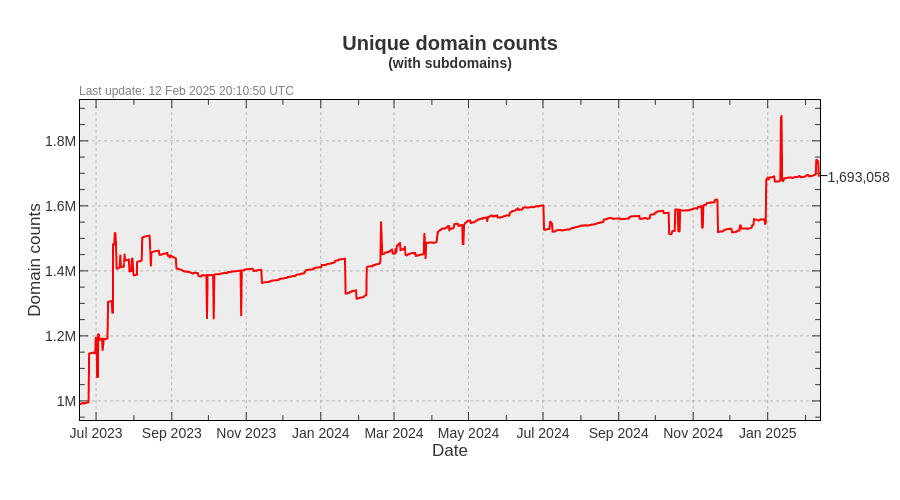 Unique domain counts
(with subdomains)
Last update: 12 Feb 2025 20:10:50 UTC
1.8M
1,693,058
1.6M
1.4M
1.2M
1M
Domain counts
Jul 2023 Sep 2023 Nov 2023 Jan 2024 Mar 2024 May 2024 Jul 2024 Sep 2024 Nov 2024 Jan 2025
Date